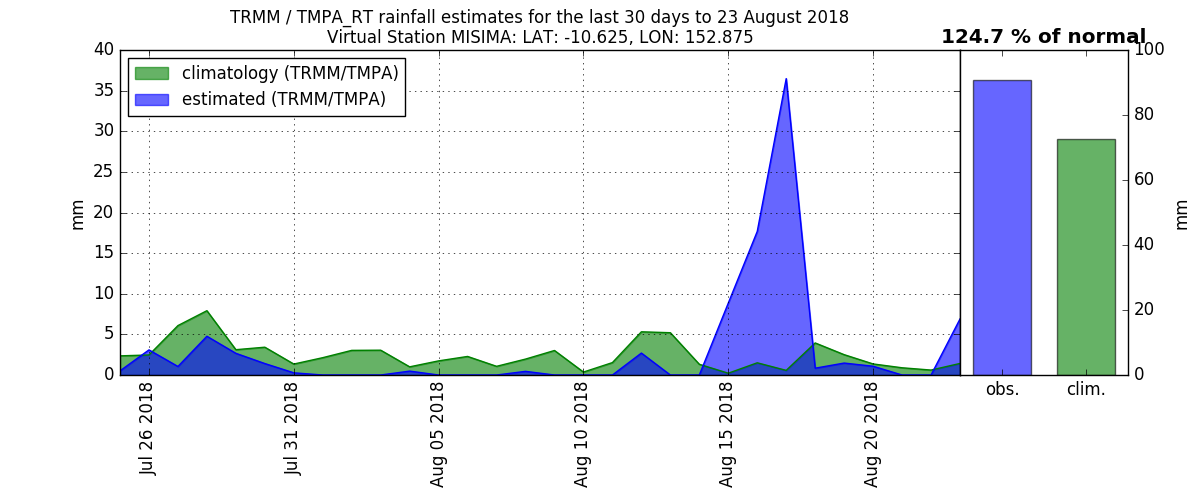 TRMM / TMPA_RT rainfall estimates for the last 30 days to 23 August 2018
Virtual Station MISIMA: LAT: -10.625, LON: 152.875
124.7 % of normal
climatology (TRMM/TMPA)
estimated (TRMM/TMPA)
mm
40
35
30
25
20
15
10
5
0
Jul 26 2018
Jul 31 2018
Aug 05 2018
Aug 10 2018
Aug 15 2018
Aug 20 2018
obs.
clim.
100
80
60
40
20
0
mm